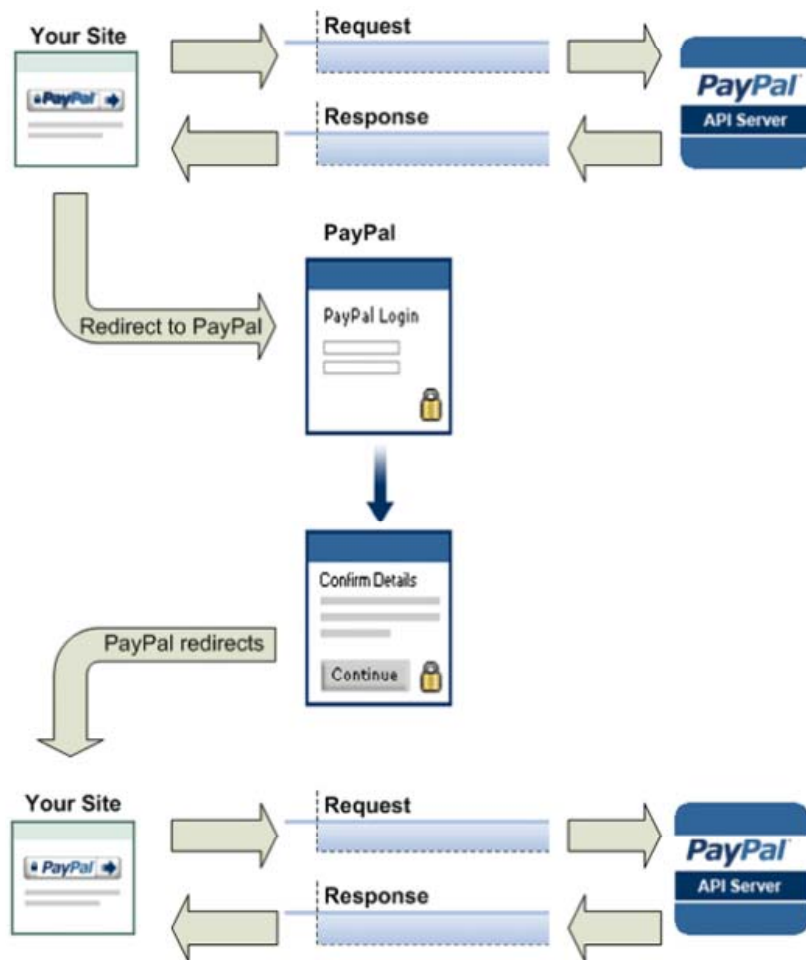 Your Site
PayPal
Request
Response
PayPal
API Server
Redirect to PayPal
PayPal
PayPal Login
Confirm Details
Continue
PayPal redirects
Your Site
PayPal
Request
Response
PayPal
API Server